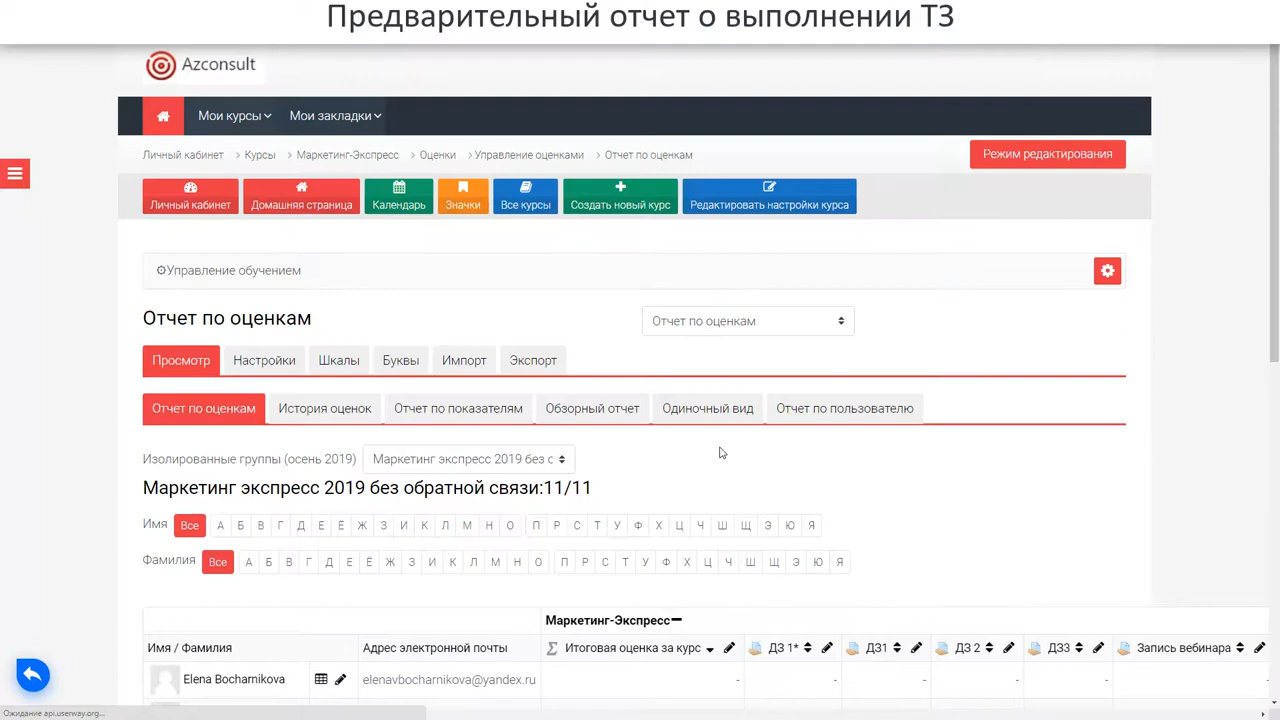 Предварительный отчет о выполнении ТЗ
Azconsult
Мои курсы Мои закладки
Личный кабинет > Курсы > Маркетинг-Экспресс > Оценки > Управление оценками > Отчет по оценкам
Режим редактирования
Личный кабинет Домашняя страница Календарь Значки Все курсы Создать новый курс Редактировать настройки курса
Управление обучением
Отчет по оценкам Отчет по оценкам
Просмотр Настройки Шкалы Буквы Импорт Экспорт
Отчет по оценкам История оценок Отчет по показателям Обзорный отчет Одиночный вид Отчет по пользователю
Изолированные группы (осень 2019) Маркетинг экспресс 2019 без с
Маркетинг экспресс 2019 без обратной связи:11/11
Имя Все А Б В Г Д Е Ё Ж З И К Л М Н О П Р С Т У Ф Х Ц Ч Ш Щ Э Ю Я
Фамилия Все А Б В Г Д Е Ё Ж З И К Л М Н О П Р С Т У Ф Х Ц Ч Ш Щ Э Ю Я
Маркетинг-Экспресс
Имя / Фамилия Адрес электронной почты Итоговая оценка за курс ДЗ 1* ДЗ1 ДЗ 2 ДЗ3 Запись вебинара
Elena Bocharnikova elenavbocharnikova@yandex.ru - - - - - -
Ожидание api.userway.org...